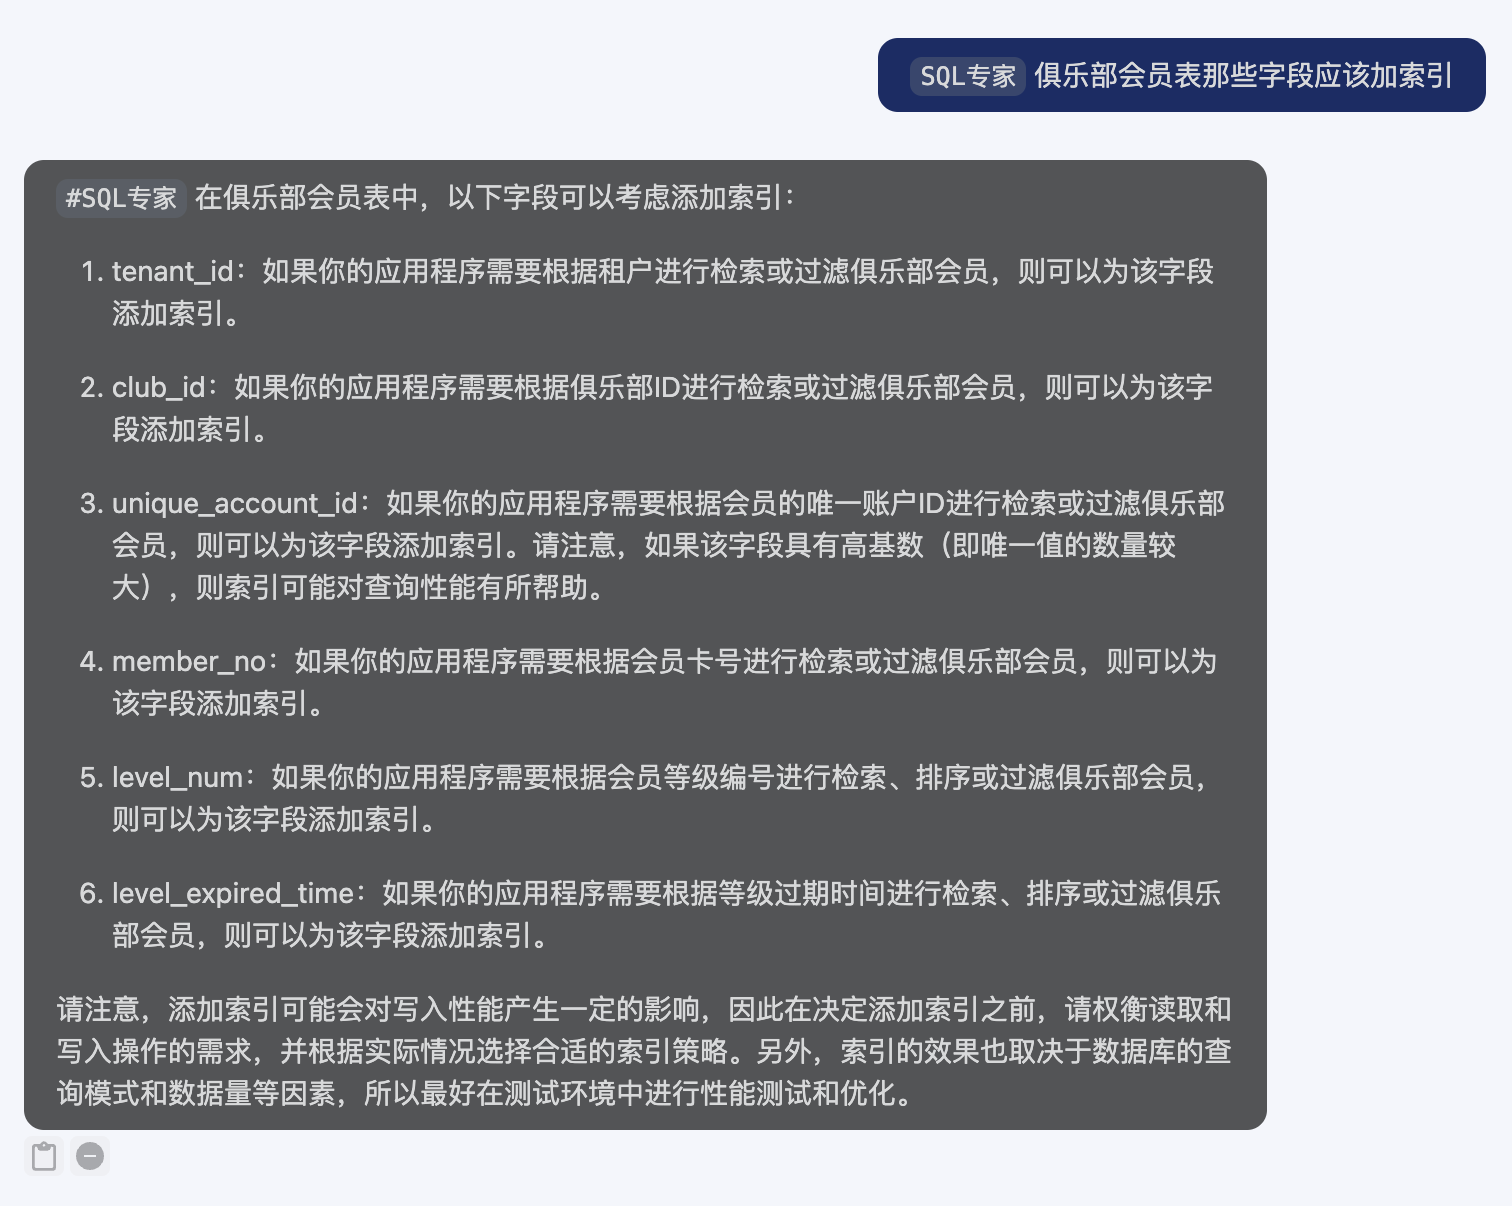 SQL专家 俱乐部会员表那些字段应该加索引
#SQL专家 在俱乐部会员表中，以下字段可以考虑添加索引：
1. tenant_id：如果你的应用程序需要根据租户进行检索或过滤俱乐部会员，则可以为该字段
添加索引。
2. club_id：如果你的应用程序需要根据俱乐部ID进行检索或过滤俱乐部会员，则可以为该字
段添加索引。
3. unique_account_id：如果你的应用程序需要根据会员的唯一账户ID进行检索或过滤俱乐部
会员，则可以为该字段添加索引。请注意，如果该字段具有高基数（即唯一值的数量较
大），则索引可能对查询性能有所帮助。
4. member_no：如果你的应用程序需要根据会员卡号进行检索或过滤俱乐部会员，则可以为
该字段添加索引。
5. level_num：如果你的应用程序需要根据会员等级编号进行检索、排序或过滤俱乐部会员，
则可以为该字段添加索引。
6. level_expired_time：如果你的应用程序需要根据等级过期时间进行检索、排序或过滤俱乐
部会员，则可以为该字段添加索引。
请注意，添加索引可能会对写入性能产生一定的影响，因此在决定添加索引之前，请权衡读取和
写入操作的需求，并根据实际情况选择合适的索引策略。另外，索引的效果也取决于数据库的查
询模式和数据量等因素，所以最好在测试环境中进行性能测试和优化。